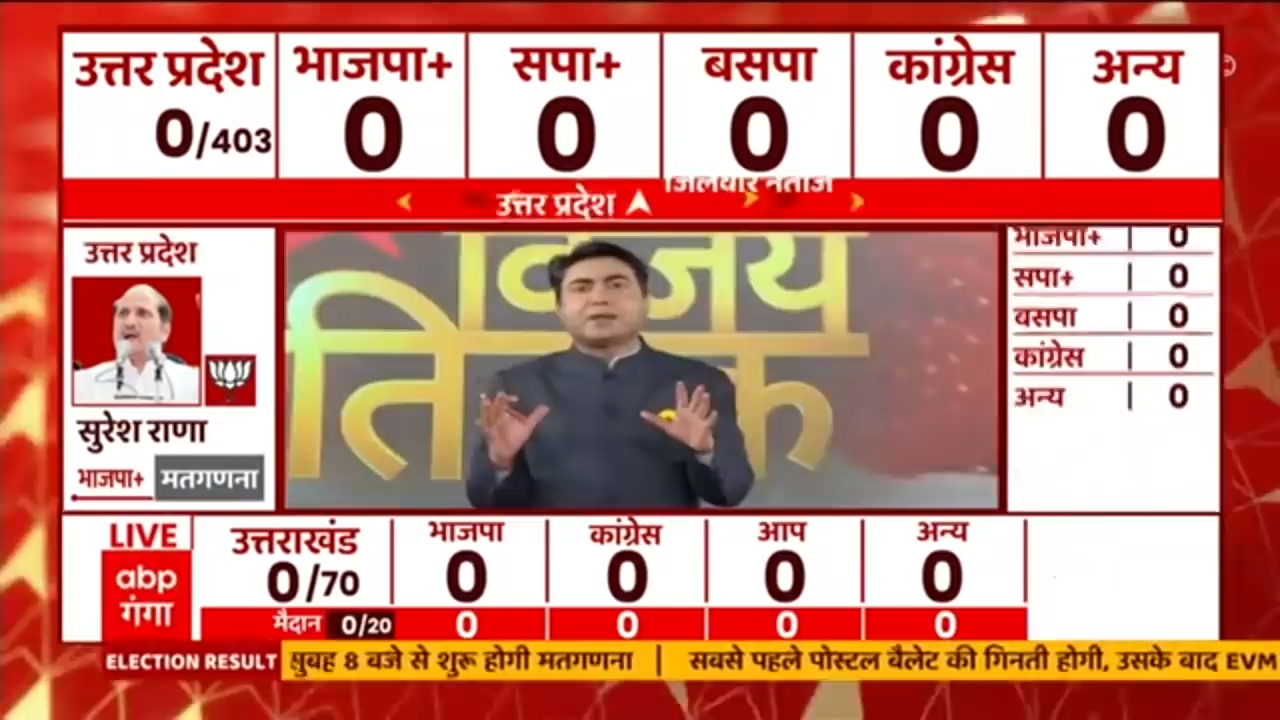 उत्तर प्रदेश
0/403
भाजपा+
0
सपा+
0
बसपा
0
कांग्रेस
0
अन्य
0
उत्तर प्रदेश
जिलेवार नतीजे
उत्तर प्रदेश
सुरेश राणा
भाजपा+ मतगणना
विजय
तिलक
भाजपा+ | 0
सपा+ | 0
बसपा | 0
कांग्रेस | 0
अन्य | 0
LIVE
abp
गंगा
उत्तराखंड
0/70
भाजपा
0
कांग्रेस
0
आप
0
अन्य
0
मैदान 0/20 0 0 0 0
ELECTION RESULT सुबह 8 बजे से शुरू होगी मतगणना | सबसे पहले पोस्टल बैलेट की गिनती होगी, उसके बाद EVM